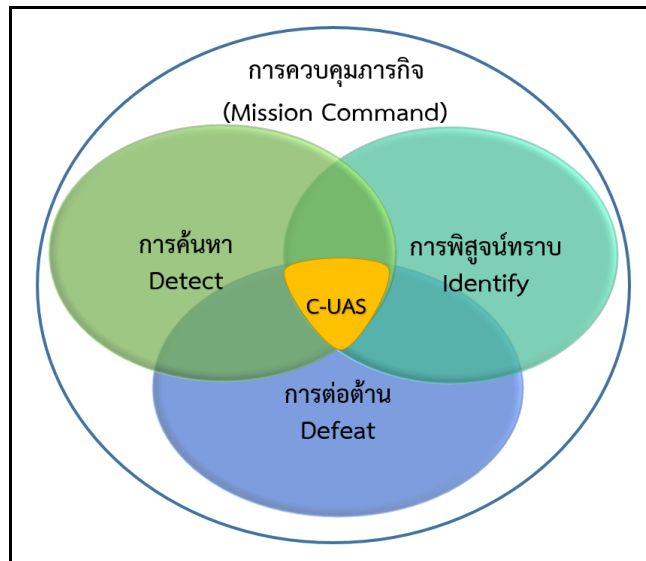 การควบคุมภารกิจ
(Mission Command)
การค้นหา
Detect
การพิสูจน์ทราบ
Identify
C-UAS
การต่อต้าน
Defeat